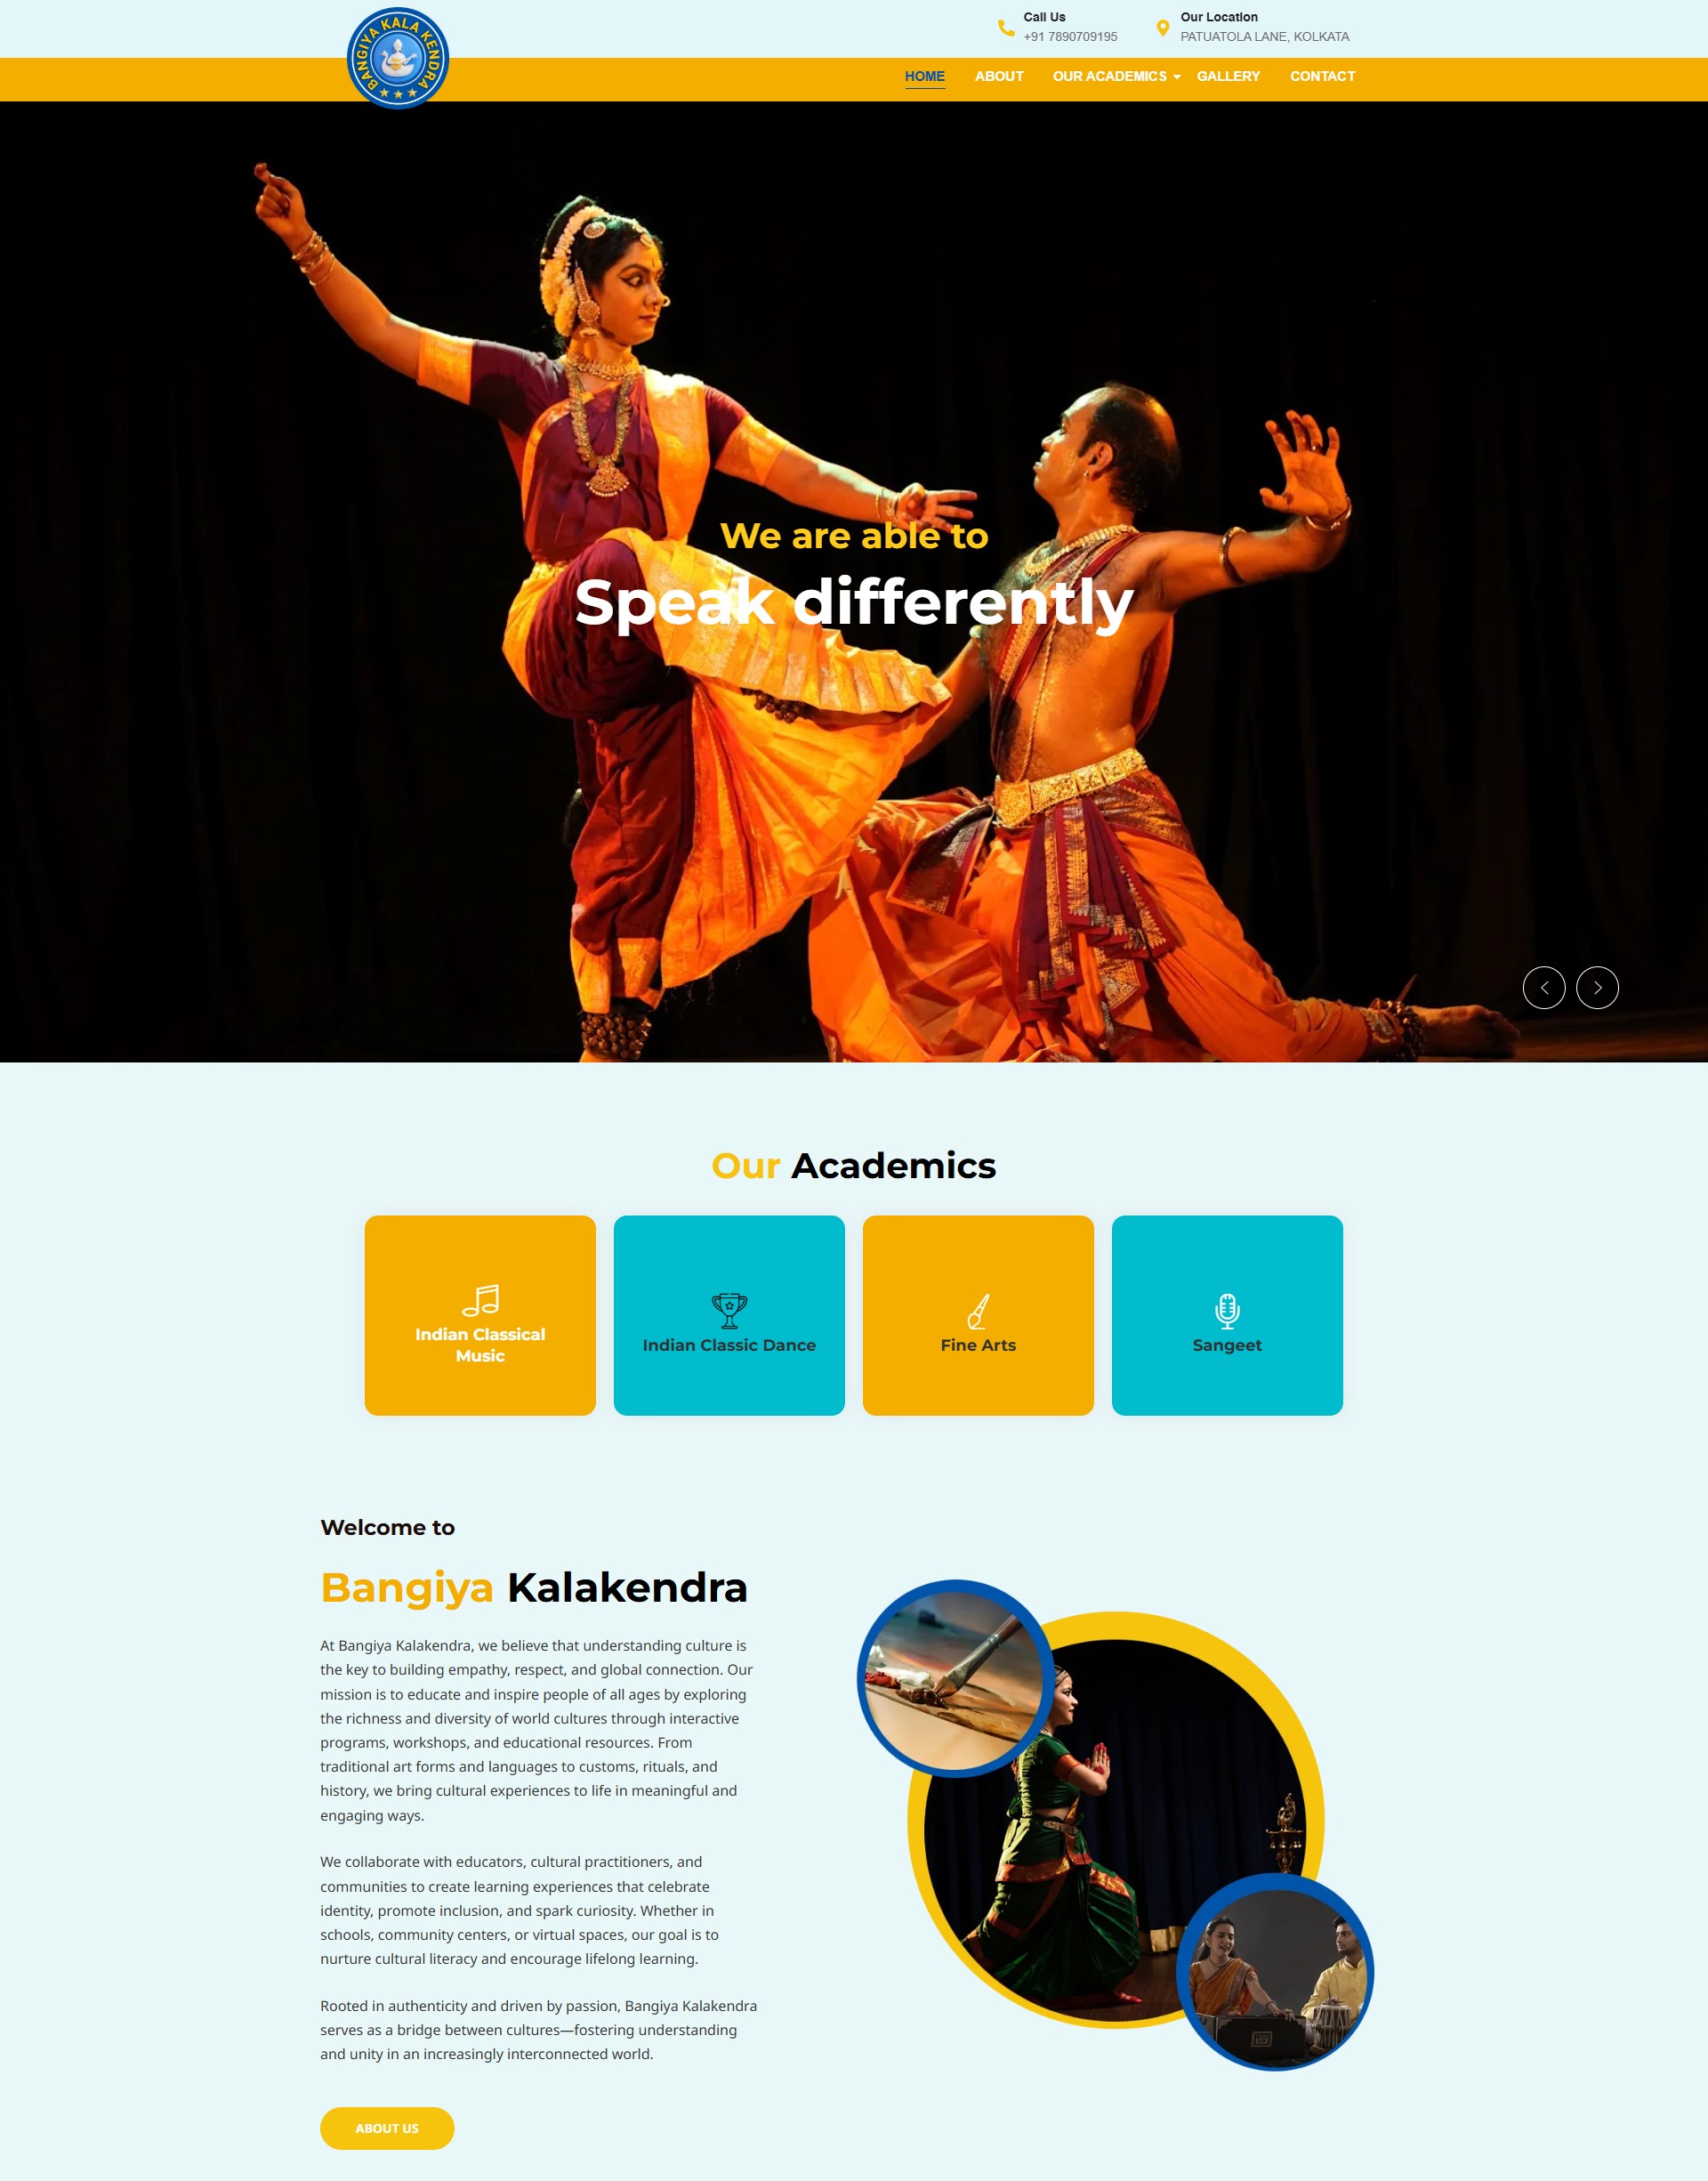 BANGIYA KALA KENDRA
Call Us
+91 7890709195
Our Location
PATUATOLA LANE, KOLKATA
HOME
ABOUT
OUR ACADEMICS
GALLERY
CONTACT
We are able to
Speak differently
Our Academics
Indian Classical
Music
Indian Classic Dance
Fine Arts
Sangeet
Welcome to
Bangiya Kalakendra
At Bangiya Kalakendra, we believe that understanding culture is
the key to building empathy, respect, and global connection. Our
mission is to educate and inspire people of all ages by exploring
the richness and diversity of world cultures through interactive
programs, workshops, and educational resources. From
traditional art forms and languages to customs, rituals, and
history, we bring cultural experiences to life in meaningful and
engaging ways.
We collaborate with educators, cultural practitioners, and
communities to create learning experiences that celebrate
identity, promote inclusion, and spark curiosity. Whether in
schools, community centers, or virtual spaces, our goal is to
nurture cultural literacy and encourage lifelong learning.
Rooted in authenticity and driven by passion, Bangiya Kalakendra
serves as a bridge between cultures—fostering understanding
and unity in an increasingly interconnected world.
ABOUT US